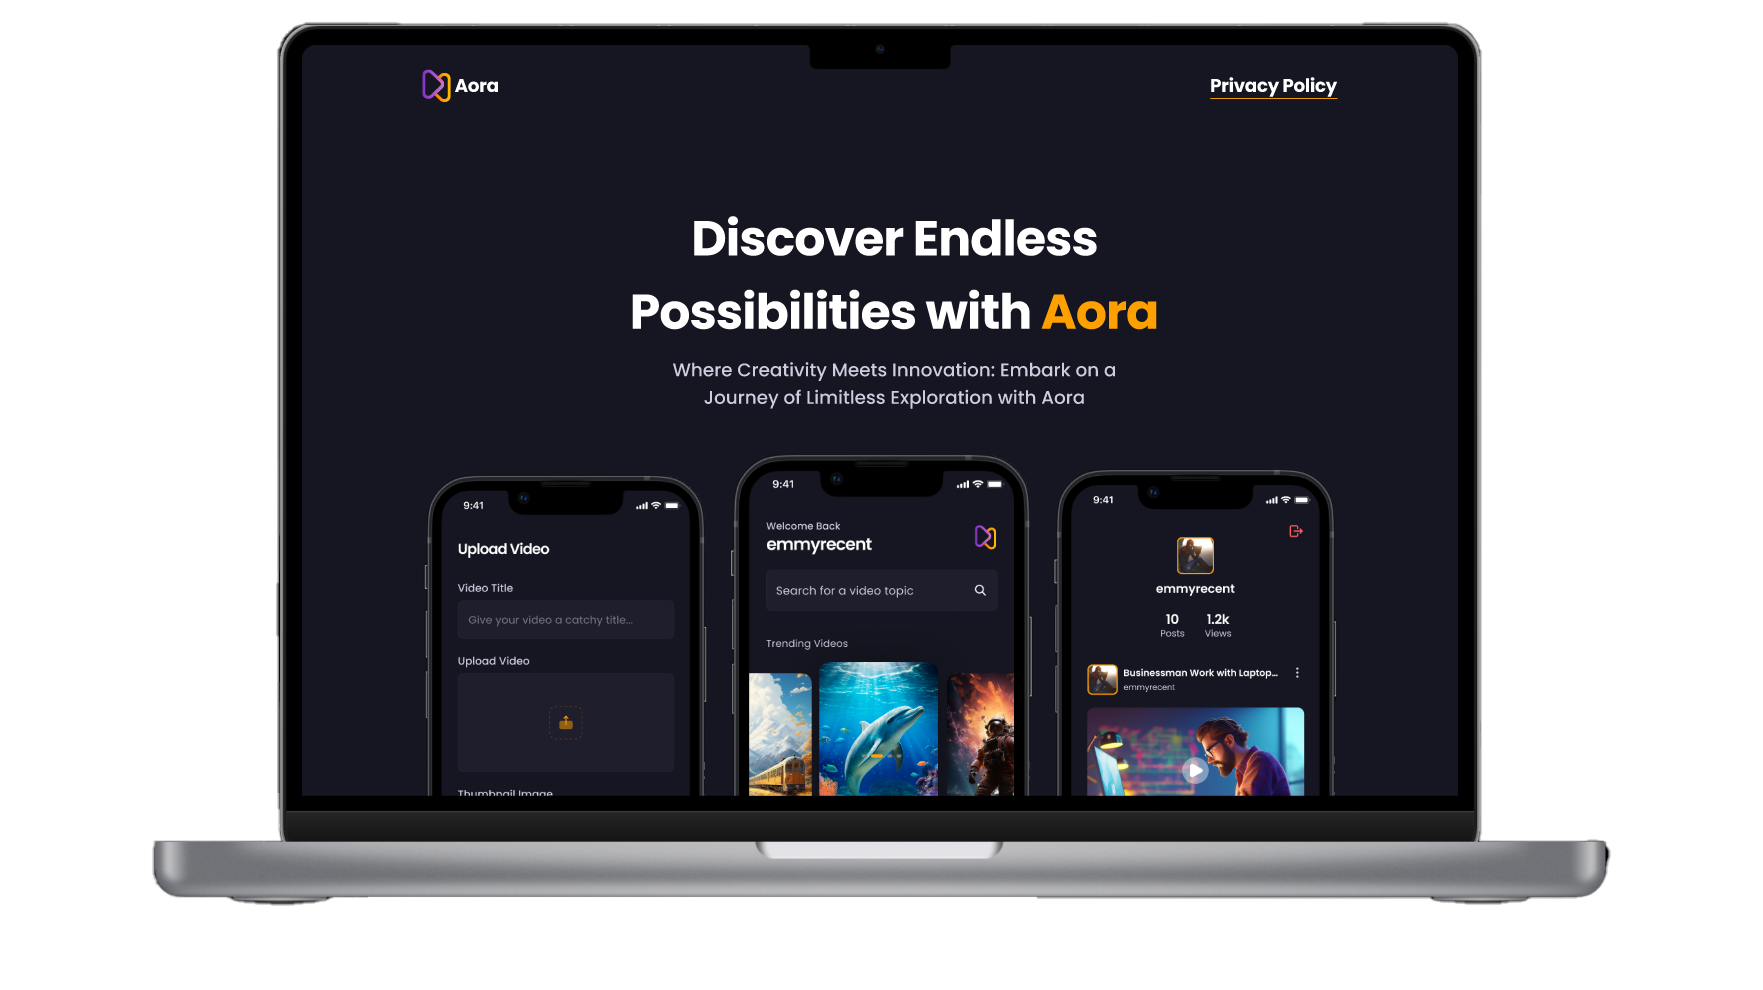 Aora
Privacy Policy
Discover Endless
Possibilities with Aora
Where Creativity Meets Innovation: Embark on a
Journey of Limitless Exploration with Aora
9:41
Upload Video
Video Title
Give your video a catchy title...
Upload Video
Thumbnail Image
9:41
Welcome Back
emmyrecent
Search for a video topic
Trending Videos
9:41
emmyrecent
10 1.2k
Posts Views
Businessman Work with Laptop...
emmyrecent